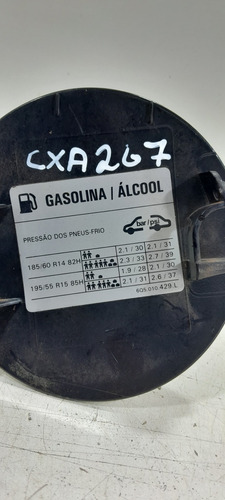 CXA267
GASOLINA / ÁLCOOL
PRESSÃO DOS PNEUS-FRIO
bar/psi
185/60 R14 82H 2.1 / 30 2.1 / 31
2.3 / 33 2.7 / 39
195/55 R15 85H 1.9 / 28 2.1 / 30
2.1 / 31 2.6 / 37
6Q5.010.429.L